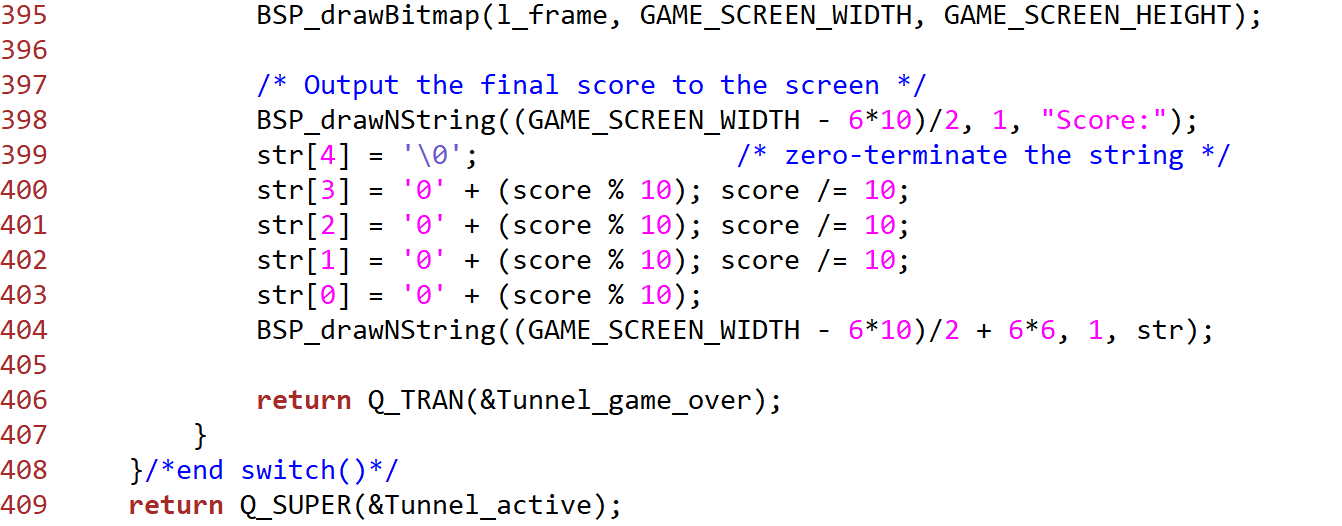 395             BSP_drawBitmap(l_frame, GAME_SCREEN_WIDTH, GAME_SCREEN_HEIGHT);
396
397             /* Output the final score to the screen */
398             BSP_drawNString((GAME_SCREEN_WIDTH - 6*10)/2, 1, "Score:");
399             str[4] = '\0';                /* zero-terminate the string */
400             str[3] = '0' + (score % 10); score /= 10;
401             str[2] = '0' + (score % 10); score /= 10;
402             str[1] = '0' + (score % 10); score /= 10;
403             str[0] = '0' + (score % 10);
404             BSP_drawNString((GAME_SCREEN_WIDTH - 6*10)/2 + 6*6, 1, str);
405
406             return Q_TRAN(&Tunnel_game_over);
407         }
408     }/*end switch()*/
409     return Q_SUPER(&Tunnel_active);